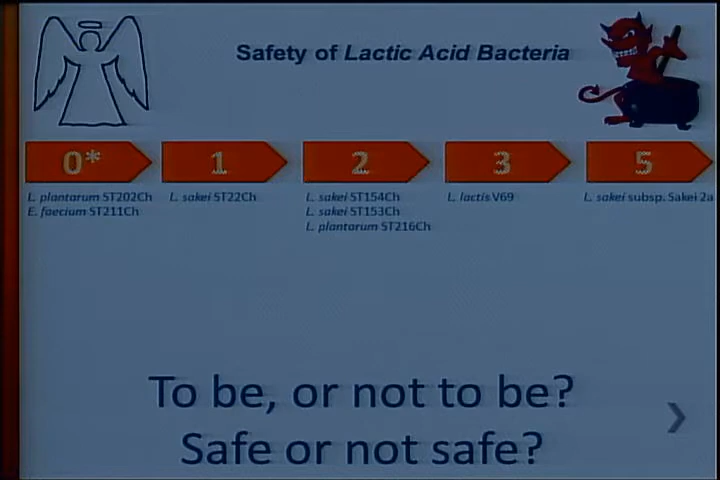 Safety of Lactic Acid Bacteria
0* 1 2 3 5
L. plantarum ST202Ch
E. faecium ST211Ch
L. sakei ST22Ch
L. sakei ST154Ch
L. sakei ST153Ch
L. plantarum ST216Ch
L. lactis V69
L. sakei subsp. Sakei 2a
To be, or not to be?
Safe or not safe?